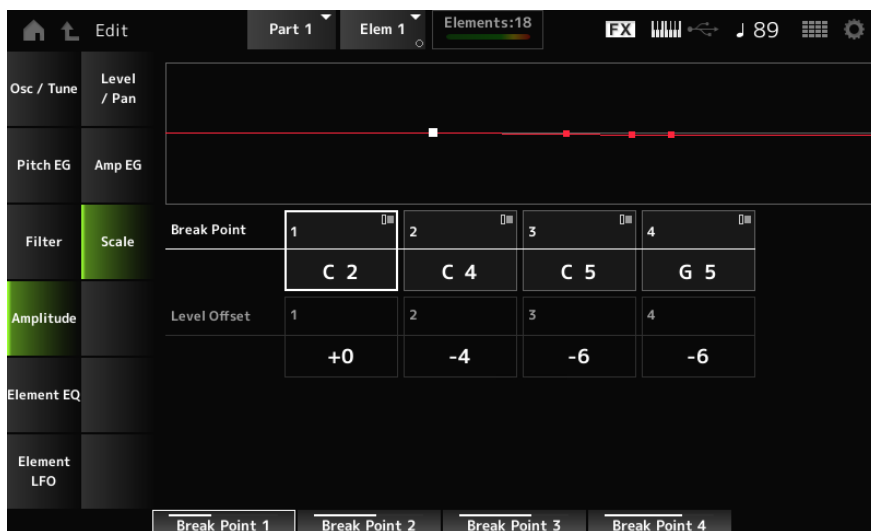 Edit Part 1 Elem 1 Elements:18 FX ♩ 89
Osc / Tune
Level
/ Pan
Pitch EG
Amp EG
Filter
Scale
Amplitude
Element EQ
Element
LFO
Break Point 1 2 3 4
C 2 C 4 C 5 G 5
Level Offset 1 2 3 4
+0 -4 -6 -6
Break Point 1 Break Point 2 Break Point 3 Break Point 4